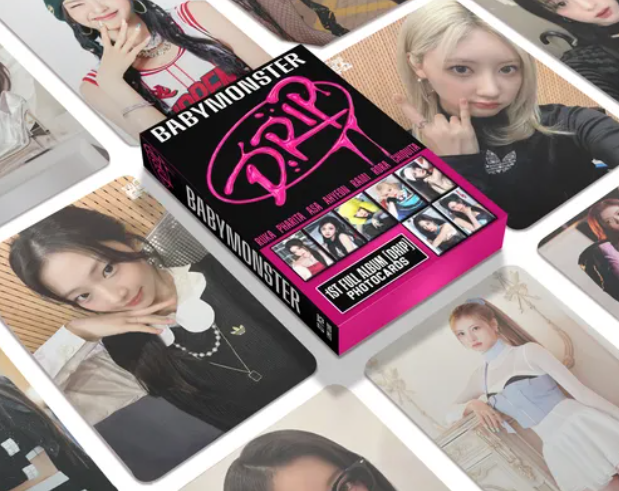 BABYMONSTER
DRIP
RUKA PHARITA ASA AHYEON RAMI RORA CHIQUITA
1ST FULL ALBUM [DRIP]
PHOTOCARDS
BABYMONSTER